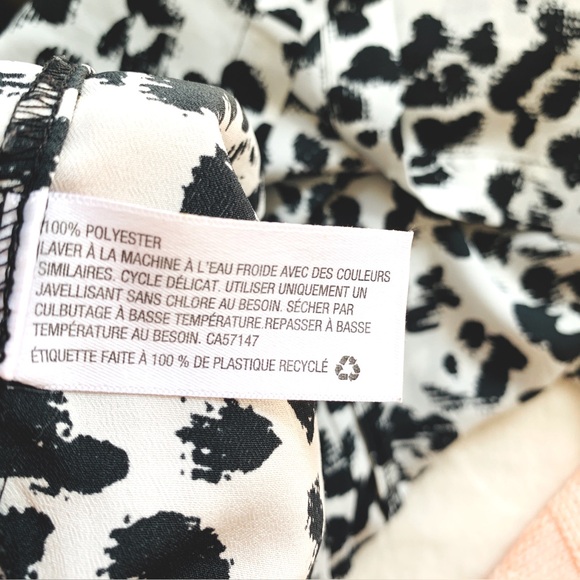 100% POLYESTER
LAVER À LA MACHINE À L'EAU FROIDE AVEC DES COULEURS
SIMILAIRES. CYCLE DÉLICAT. UTILISER UNIQUEMENT UN
JAVELLISANT SANS CHLORE AU BESOIN. SÉCHER PAR
CULBUTAGE À BASSE TEMPÉRATURE.REPASSER À BASSE
TEMPÉRATURE AU BESOIN. CA57147
ÉTIQUETTE FAITE À 100 % DE PLASTIQUE RECYCLÉ